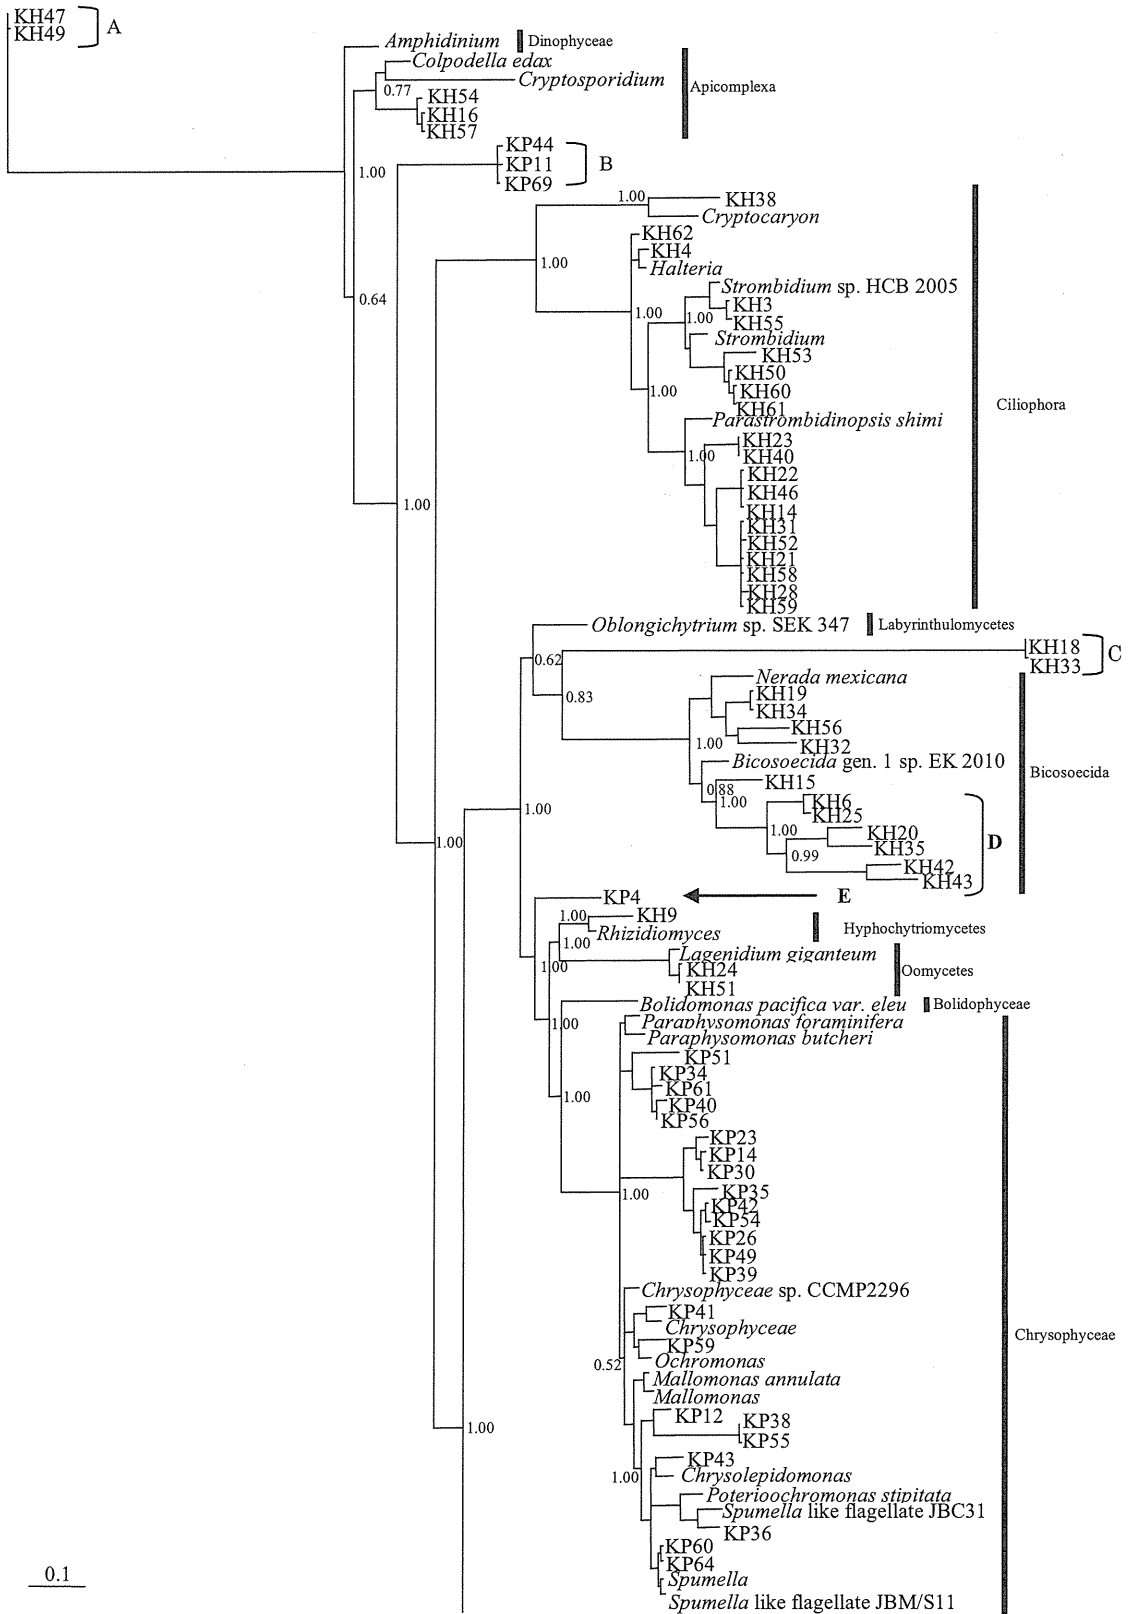 KH47
KH49
A
Amphidinium
Dinophyceae
Colpodella edax
Cryptosporidium
Apicomplexa
0.77
KH54
KH16
KH57
KP44
KP11
KP69
B
1.00
1.00
KH38
Cryptocaryon
KH62
KH4
Halteria
1.00
Strombidium sp. HCB 2005
KH3
KH55
1.00
1.00
0.64
Strombidium
KH53
KH50
KH60
KH61
1.00
Ciliophora
Parastrombidinopsis shimi
KH23
KH40
1.00
KH22
KH46
KH14
1.00
KH31
KH52
KH21
KH58
KH28
KH59
Oblongichytrium sp. SEK 347
Labyrinthulomycetes
KH18
KH33
C
0.62
0.83
Nerada mexicana
KH19
KH34
KH56
KH32
1.00
Bicosoecida gen. 1 sp. EK 2010
Bicosoecida
KH15
0.88
1.00
KH6
KH25
1.00
1.00
KH20
KH35
D
1.00
0.99
KH42
KH43
KP4
E
1.00
KH9
Rhizidiomyces
Hyphochytriomycetes
1.00
Lagenidium giganteum
KH24
KH51
Oomycetes
1.00
Bolidomonas pacifica var. eleu
Bolidophyceae
1.00
Paraphysomonas foraminifera
Paraphysomonas butcheri
KP51
KP34
KP61
KP40
KP56
1.00
KP23
KP14
KP30
KP35
KP42
KP54
1.00
KP26
KP49
KP39
Chrysophyceae sp. CCMP2296
KP41
Chrysophyceae
Chrysophyceae
KP59
Ochromonas
0.52
Mallomonas annulata
Mallomonas
KP12
KP38
KP55
1.00
KP43
Chrysolepidomonas
1.00
Poterioochromonas stipitata
Spumella like flagellate JBC31
KP36
KP60
KP64
Spumella
Spumella like flagellate JBM/S11
0.1